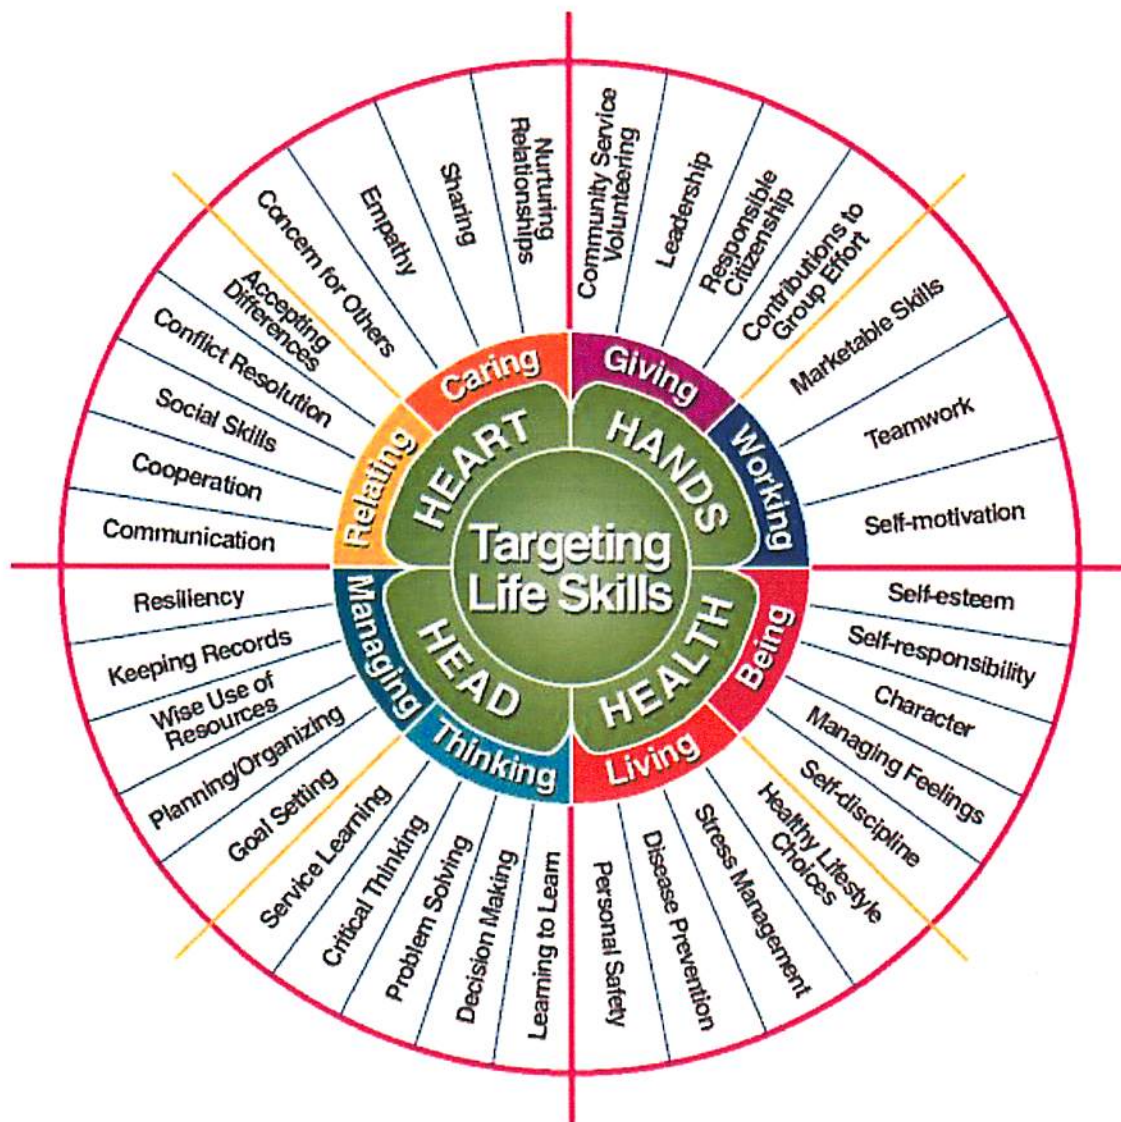 Targeting
Life Skills
HEART
HANDS
HEALTH
HEAD
Caring
Giving
Working
Being
Living
Thinking
Managing
Relating
Nurturing
Relationships
Sharing
Empathy
Concern for Others
Community Service
Volunteering
Leadership
Responsible
Citizenship
Contributions to
Group Effort
Marketable Skills
Teamwork
Self-motivation
Self-esteem
Self-responsibility
Character
Managing Feelings
Self-discipline
Healthy Lifestyle
Choices
Stress Management
Disease Prevention
Personal Safety
Learning to Learn
Decision Making
Problem Solving
Critical Thinking
Service Learning
Goal Setting
Planning/Organizing
Wise Use of
Resources
Keeping Records
Resiliency
Communication
Cooperation
Social Skills
Conflict Resolution
Accepting
Differences